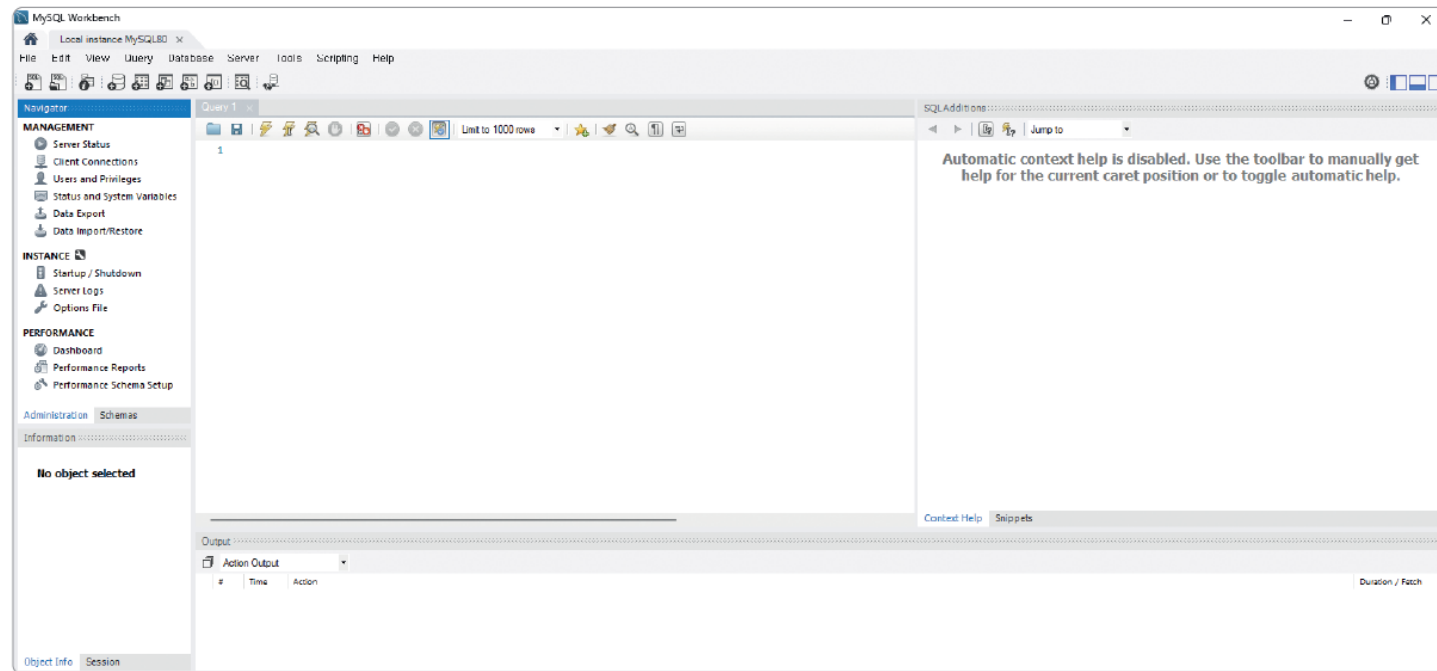 MySQL Workbench
Local instance MySQL80
File Edit View Query Database Server Tools Scripting Help
Navigator
MANAGEMENT
Server Status
Client Connections
Users and Privileges
Status and System Variables
Data Export
Data Import/Restore
INSTANCE
Startup / Shutdown
Server Logs
Options File
PERFORMANCE
Dashboard
Performance Reports
Performance Schema Setup
Administration Schemas
Information
No object selected
Object Info Session
Query 1
Limit to 1000 rows
1
SQLAdditions
Jump to
Automatic context help is disabled. Use the toolbar to manually get
help for the current caret position or to toggle automatic help.
Context Help Snippets
Output
Action Output
# Time Action Duration / Fetch